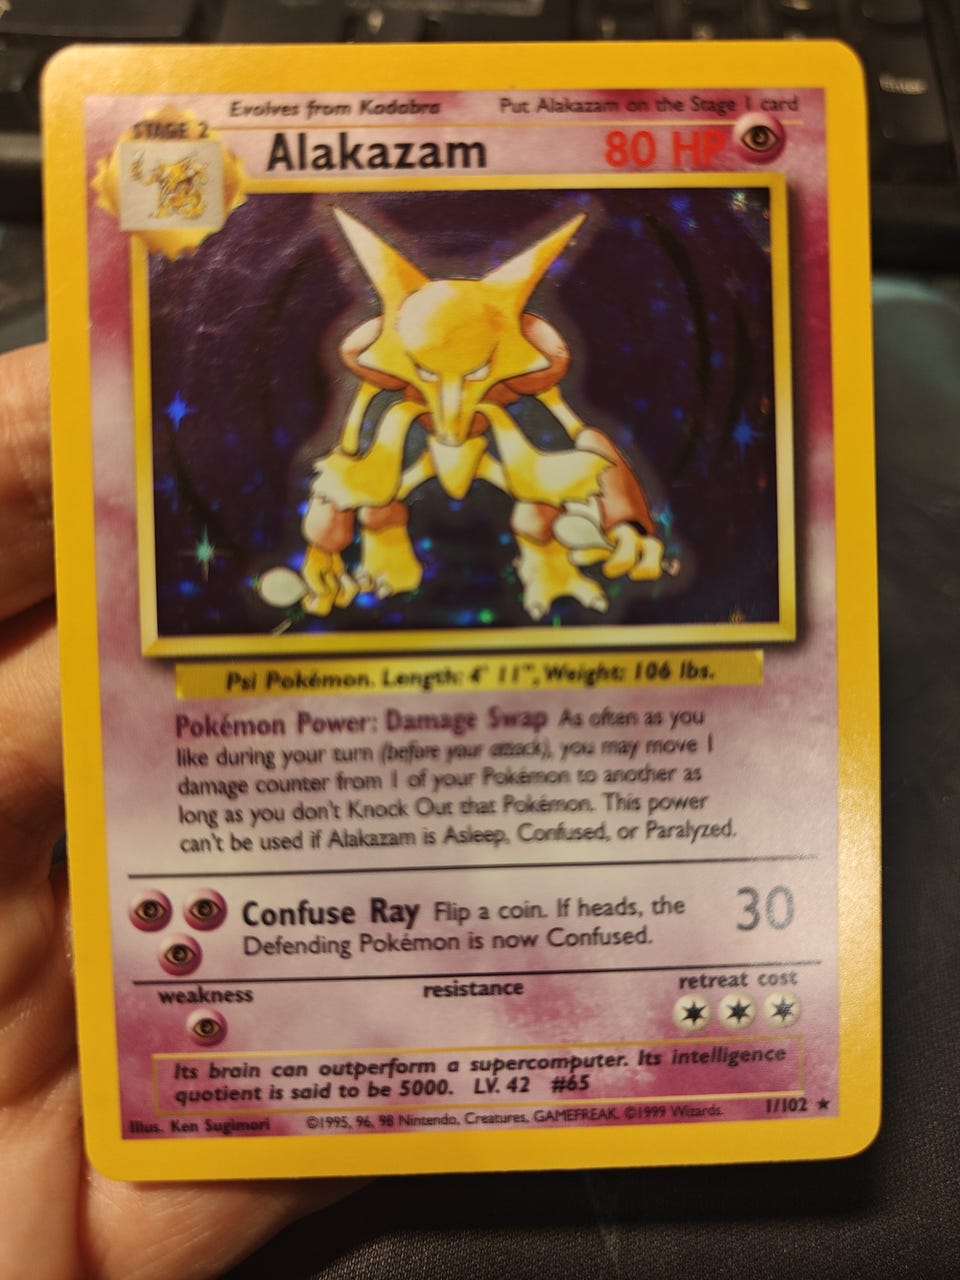 Evolves from Kadabra Put Alakazam on the Stage 1 card
STAGE 2
Alakazam 80 HP
Psi Pokémon. Length: 4' 11", Weight: 106 lbs.
Pokémon Power: Damage Swap As often as you
like during your turn (before your attack), you may move 1
damage counter from 1 of your Pokémon to another as
long as you don't Knock Out that Pokémon. This power
can't be used if Alakazam is Asleep, Confused, or Paralyzed.
Confuse Ray Flip a coin. If heads, the 30
Defending Pokémon is now Confused.
weakness resistance retreat cost
Its brain can outperform a supercomputer. Its intelligence
quotient is said to be 5000. LV. 42 #65
1/102 ★
Illus. Ken Sugimori ©1995, 96, 98 Nintendo, Creatures, GAMEFREAK. ©1999 Wizards.